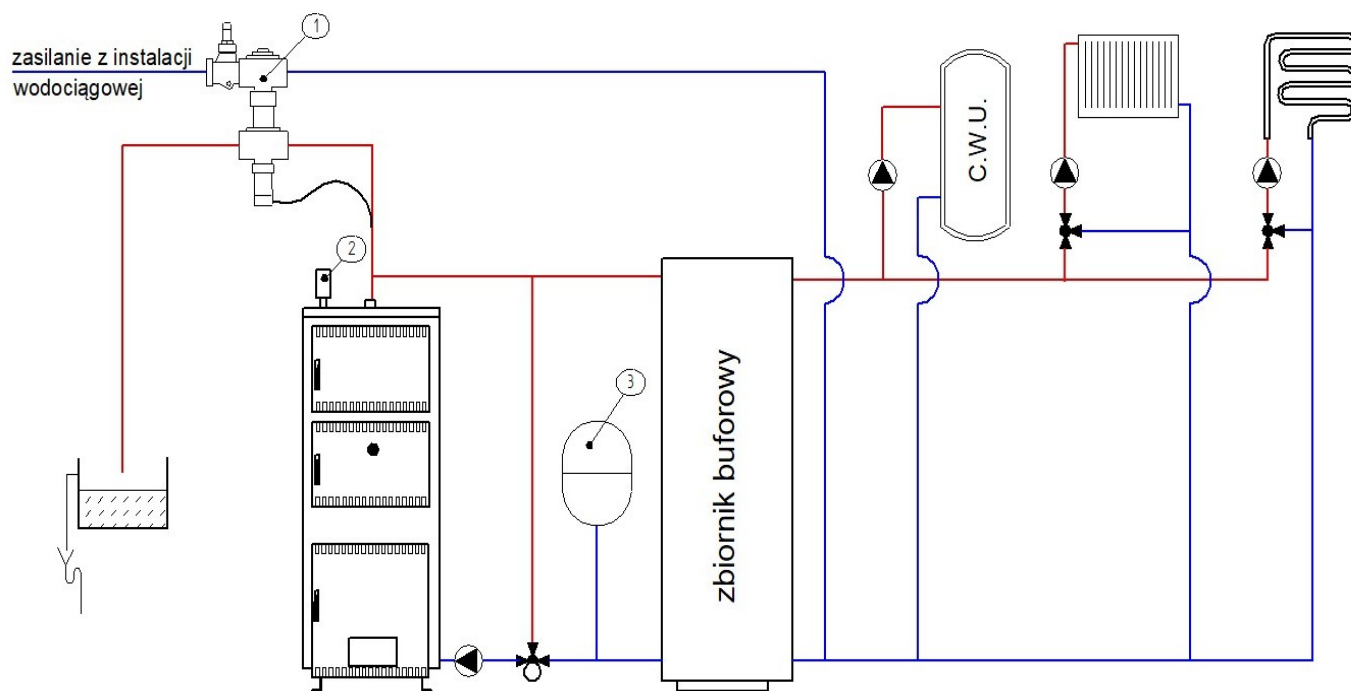 zasilanie z instalacji
wodociągowej
1
2
3
C.W.U.
zbiornik buforowy